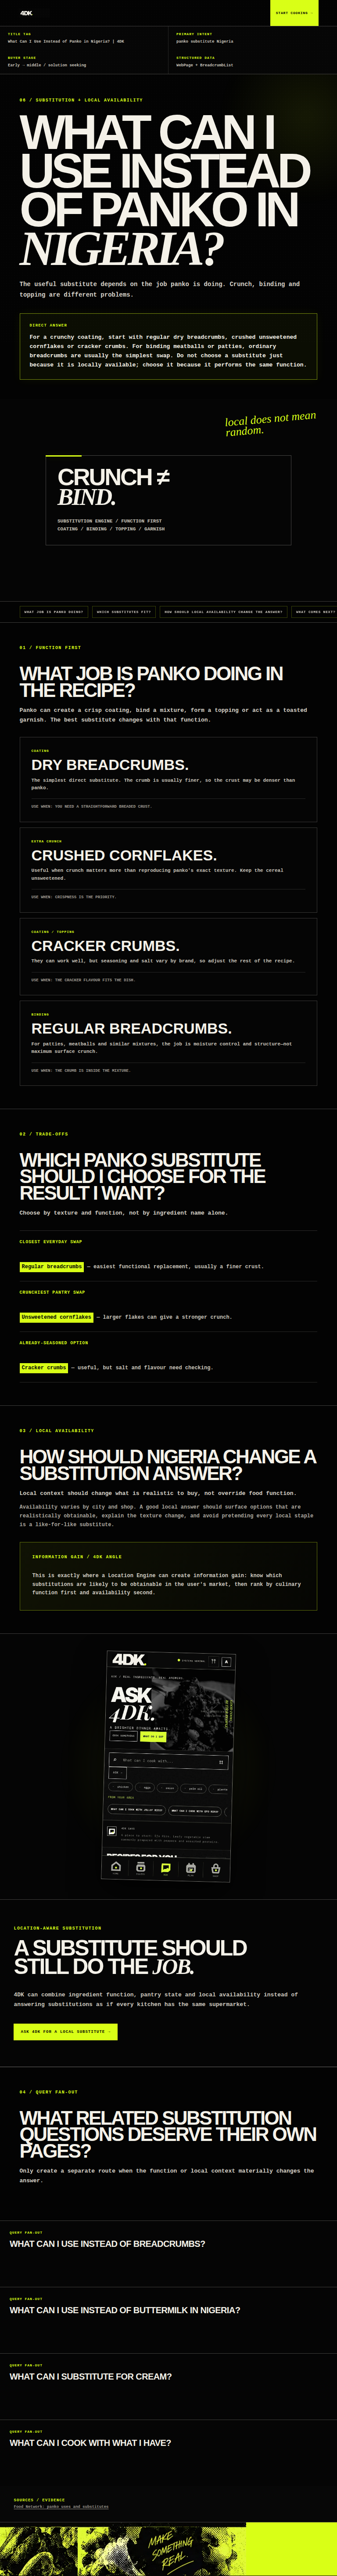 4DK.
START COOKING →
TITLE TAG
What Can I Use Instead of Panko in Nigeria? | 4DK
PRIMARY INTENT
panko substitute Nigeria
BUYER STAGE
Early - middle / solution seeking
STRUCTURED DATA
WebPage + BreadcrumbList
08 / SUBSTITUTION + LOCAL AVAILABILITY
WHAT CAN I
USE INSTEAD
OF PANKO IN
NIGERIA?
The useful substitute depends on the job panko is doing. Crunch, binding and
topping are different problems.
DIRECT ANSWER
For a crunchy coating, start with regular dry breadcrumbs, crushed unsweetened
cornflakes or cracker crumbs. For binding meatballs or patties, ordinary
breadcrumbs are usually the simplest swap. Do not choose a substitute just
because it is locally available; choose it because it performs the same function.
local does not mean
random.
CRUNCH ≠
BIND.
SUBSTITUTION ENGINE / FUNCTION FIRST
COATING / BINDING / TOPPING / GARNISH
WHAT JOB IS PANKO DOING?
WHICH SUBSTITUTES FIT?
HOW SHOULD LOCAL AVAILABILITY CHANGE THE ANSWER?
WHAT COMES NEXT?
01 / FUNCTION FIRST
WHAT JOB IS PANKO DOING IN
THE RECIPE?
Panko can create a crisp coating, bind a mixture, form a topping or act as a toasted
garnish. The best substitute changes with that function.
COATING
DRY BREADCRUMBS.
The simplest direct substitute. The crumb is usually finer, so the crust may be denser than
panko.
USE WHEN: YOU NEED A STRAIGHTFORWARD BREADED CRUST.
EXTRA CRUNCH
CRUSHED CORNFLAKES.
Useful when crunch matters more than reproducing panko's exact texture. Keep the cereal
unsweetened.
USE WHEN: CRISPNESS IS THE PRIORITY.
COATING / TOPPING
CRACKER CRUMBS.
They can work well, but seasoning and salt vary by brand, so adjust the rest of the recipe.
USE WHEN: THE CRACKER FLAVOUR FITS THE DISH.
BINDING
REGULAR BREADCRUMBS.
For patties, meatballs and similar mixtures, the job is moisture control and structure—not
maximum surface crunch.
USE WHEN: THE CRUMB IS INSIDE THE MIXTURE.
02 / TRADE-OFFS
WHICH PANKO SUBSTITUTE
SHOULD I CHOOSE FOR THE
RESULT I WANT?
Choose by texture and function, not by ingredient name alone.
CLOSEST EVERYDAY SWAP
Regular breadcrumbs — easiest functional replacement, usually a finer crust.
CRUNCHIEST PANTRY SWAP
Unsweetened cornflakes — larger flakes can give a stronger crunch.
ALREADY-SEASONED OPTION
Cracker crumbs — useful, but salt and flavour need checking.
03 / LOCAL AVAILABILITY
HOW SHOULD NIGERIA CHANGE A
SUBSTITUTION ANSWER?
Local context should change what is realistic to buy, not override food function.
Availability varies by city and shop. A good local answer should surface options that are
realistically obtainable, explain the texture change, and avoid pretending every local staple
is a like-for-like substitute.
INFORMATION GAIN / 4DK ANGLE
This is exactly where a Location Engine can create information gain: know which
substitutions are likely to be obtainable in the user's market, then rank by culinary
function first and availability second.
4DK.
ASK
4DK.
What can I cook with...
LOCATION-AWARE SUBSTITUTION
A SUBSTITUTE SHOULD
STILL DO THE JOB.
4DK can combine ingredient function, pantry state and local availability instead of
answering substitutions as if every kitchen has the same supermarket.
ASK 4DK FOR A LOCAL SUBSTITUTE →
04 / QUERY FAN-OUT
WHAT RELATED SUBSTITUTION
QUESTIONS DESERVE THEIR OWN
PAGES?
Only create a separate route when the function or local context materially changes the
answer.
QUERY FAN-OUT
WHAT CAN I USE INSTEAD OF BREADCRUMBS?
QUERY FAN-OUT
WHAT CAN I USE INSTEAD OF BUTTERMILK IN NIGERIA?
QUERY FAN-OUT
WHAT CAN I SUBSTITUTE FOR CREAM?
QUERY FAN-OUT
WHAT CAN I COOK WITH WHAT I HAVE?
SOURCES / EVIDENCE
Food Network: panko uses and substitutes
MAKE
SOMETHING
REAL.